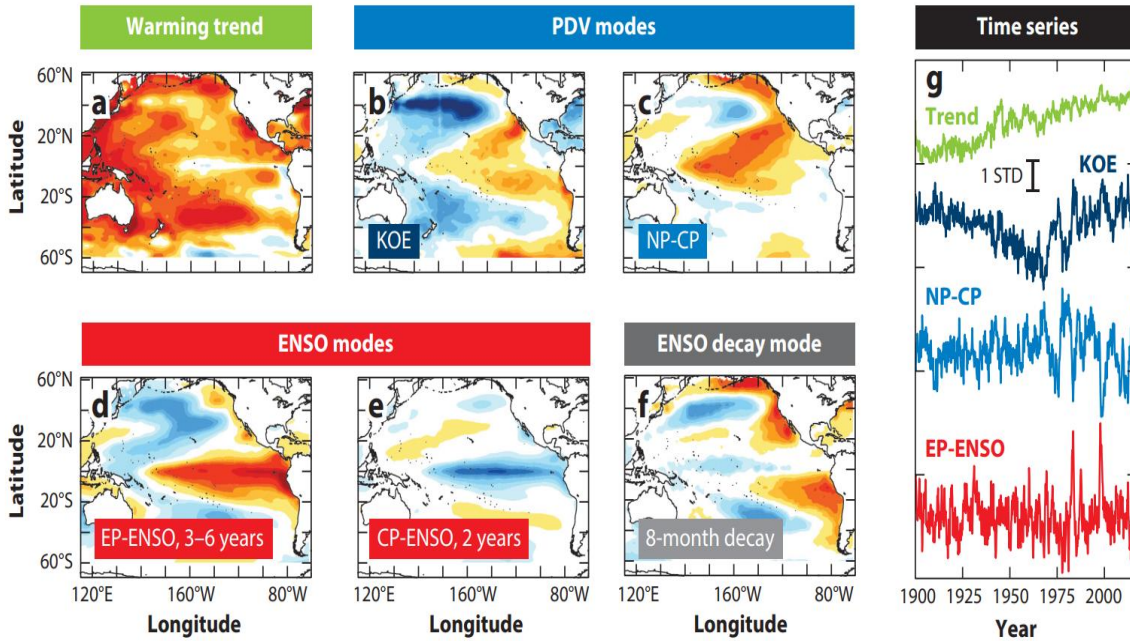 Warming trend
PDV modes
Time series
60°N
20°N
20°S
60°S
Latitude
a
b
KOE
c
NP-CP
g
Trend
1 STD
KOE
NP-CP
EP-ENSO
1900 1925 1950 1975 2000
Year
ENSO modes
ENSO decay mode
60°N
20°N
20°S
60°S
Latitude
d
EP-ENSO, 3–6 years
e
CP-ENSO, 2 years
f
8-month decay
120°E 160°W 80°W
120°E 160°W 80°W
120°E 160°W 80°W
Longitude
Longitude
Longitude